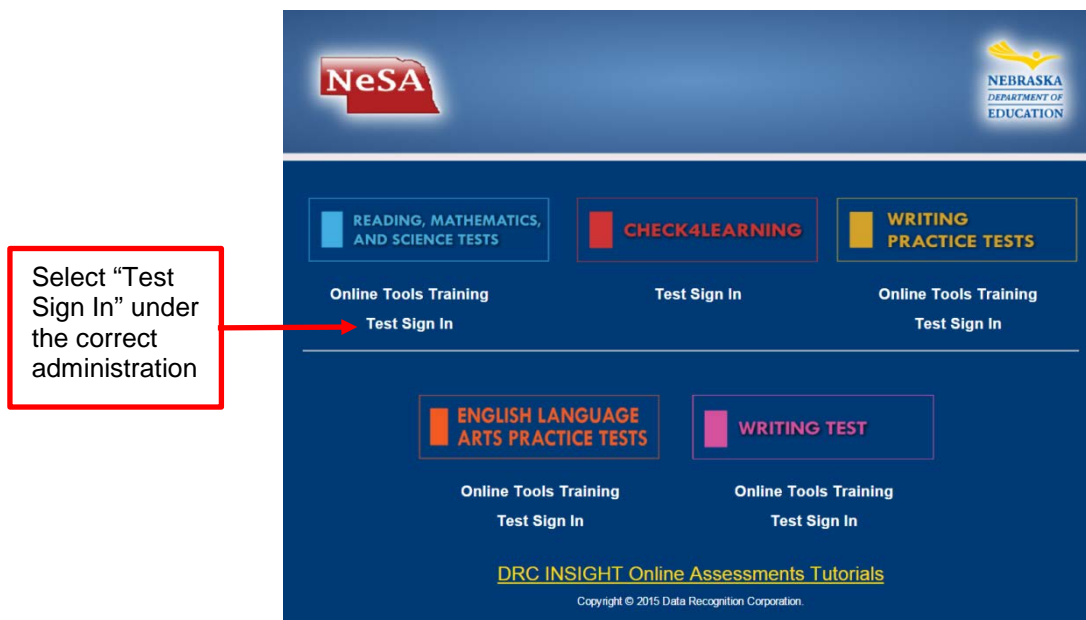 NeSA
NEBRASKA
DEPARTMENT OF
EDUCATION
READING, MATHEMATICS,
AND SCIENCE TESTS
CHECK4LEARNING
WRITING
PRACTICE TESTS
Select “Test
Sign In” under
the correct
administration
Online Tools Training
Test Sign In
Test Sign In
Online Tools Training
Test Sign In
ENGLISH LANGUAGE
ARTS PRACTICE TESTS
WRITING TEST
Online Tools Training
Test Sign In
Online Tools Training
Test Sign In
DRC INSIGHT Online Assessments Tutorials
Copyright © 2015 Data Recognition Corporation.